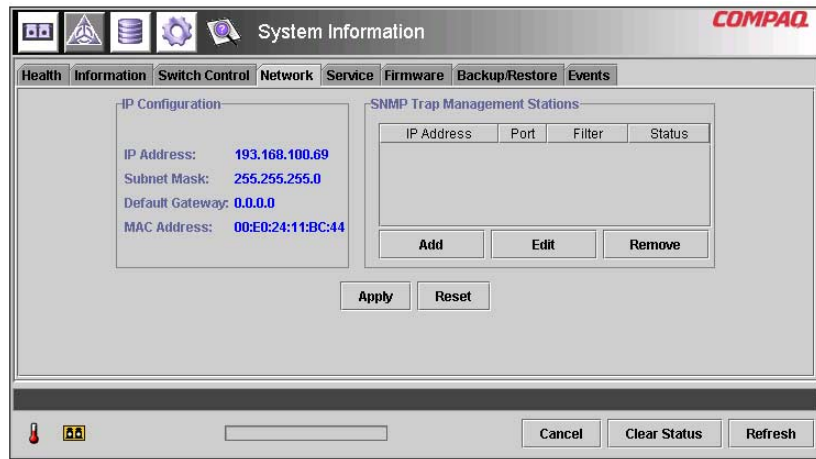 System Information
COMPAQ
Health Information Switch Control Network Service Firmware Backup/Restore Events
IP Configuration
IP Address: 193.168.100.69
Subnet Mask: 255.255.255.0
Default Gateway: 0.0.0.0
MAC Address: 00:E0:24:11:BC:44
SNMP Trap Management Stations
IP Address Port Filter Status
Add Edit Remove
Apply Reset
Cancel Clear Status Refresh